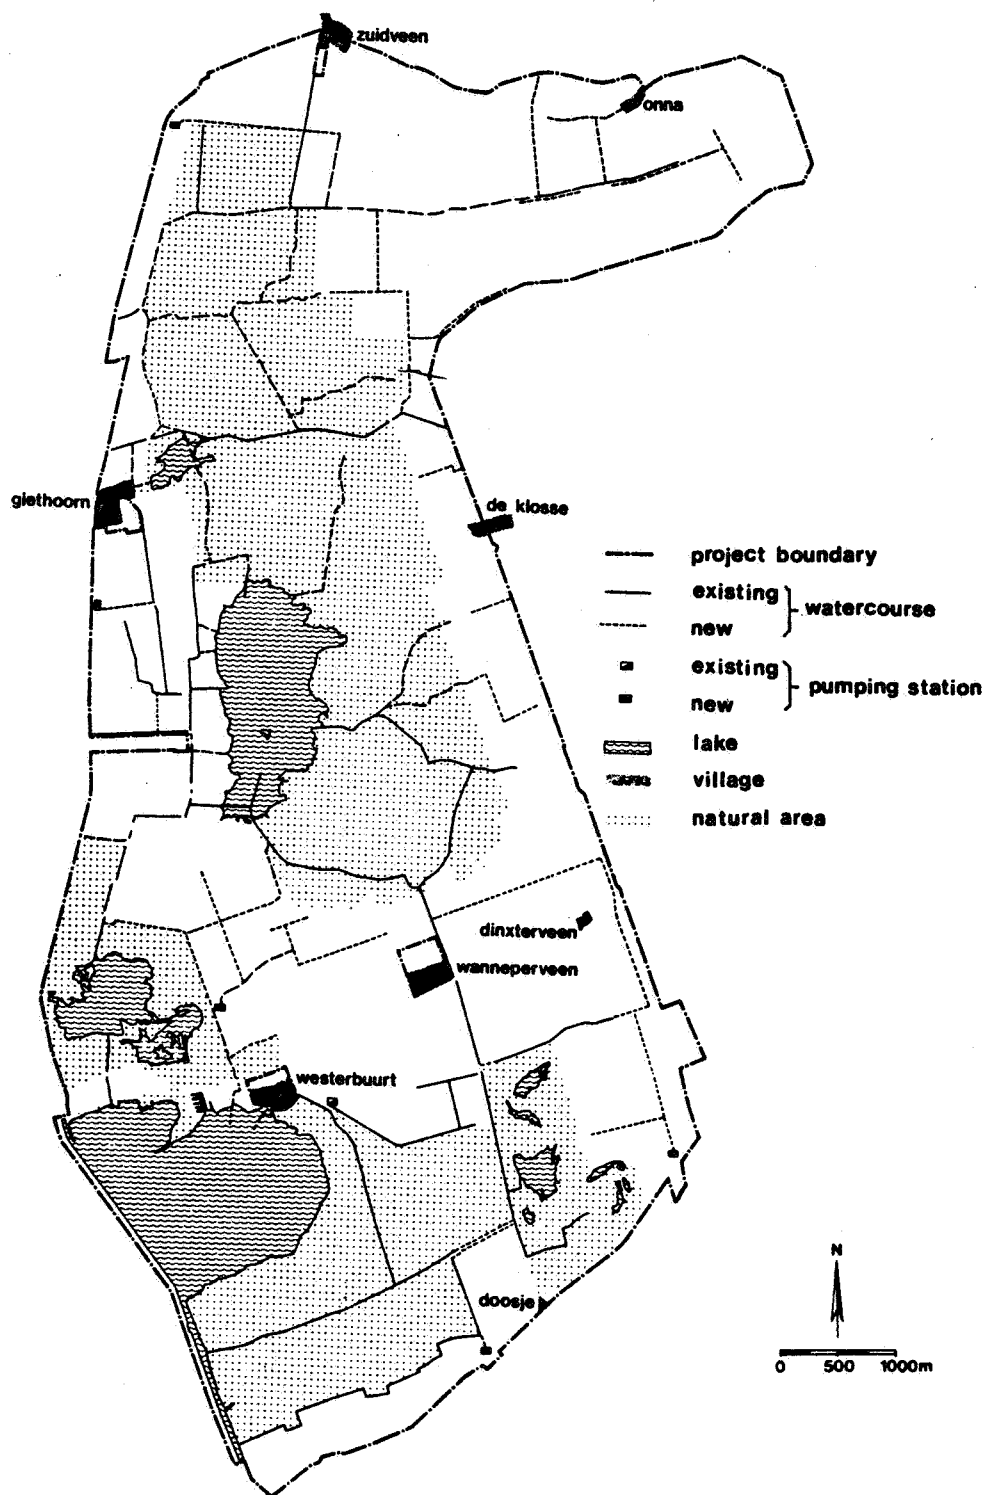 zuidveen
onna
giethoorn
de klosse
project boundary
existing
watercourse
new
existing
pumping station
new
lake
village
natural area
dinxterveen
wanneperveen
westerbuurt
doosje
N
0 500 1000m